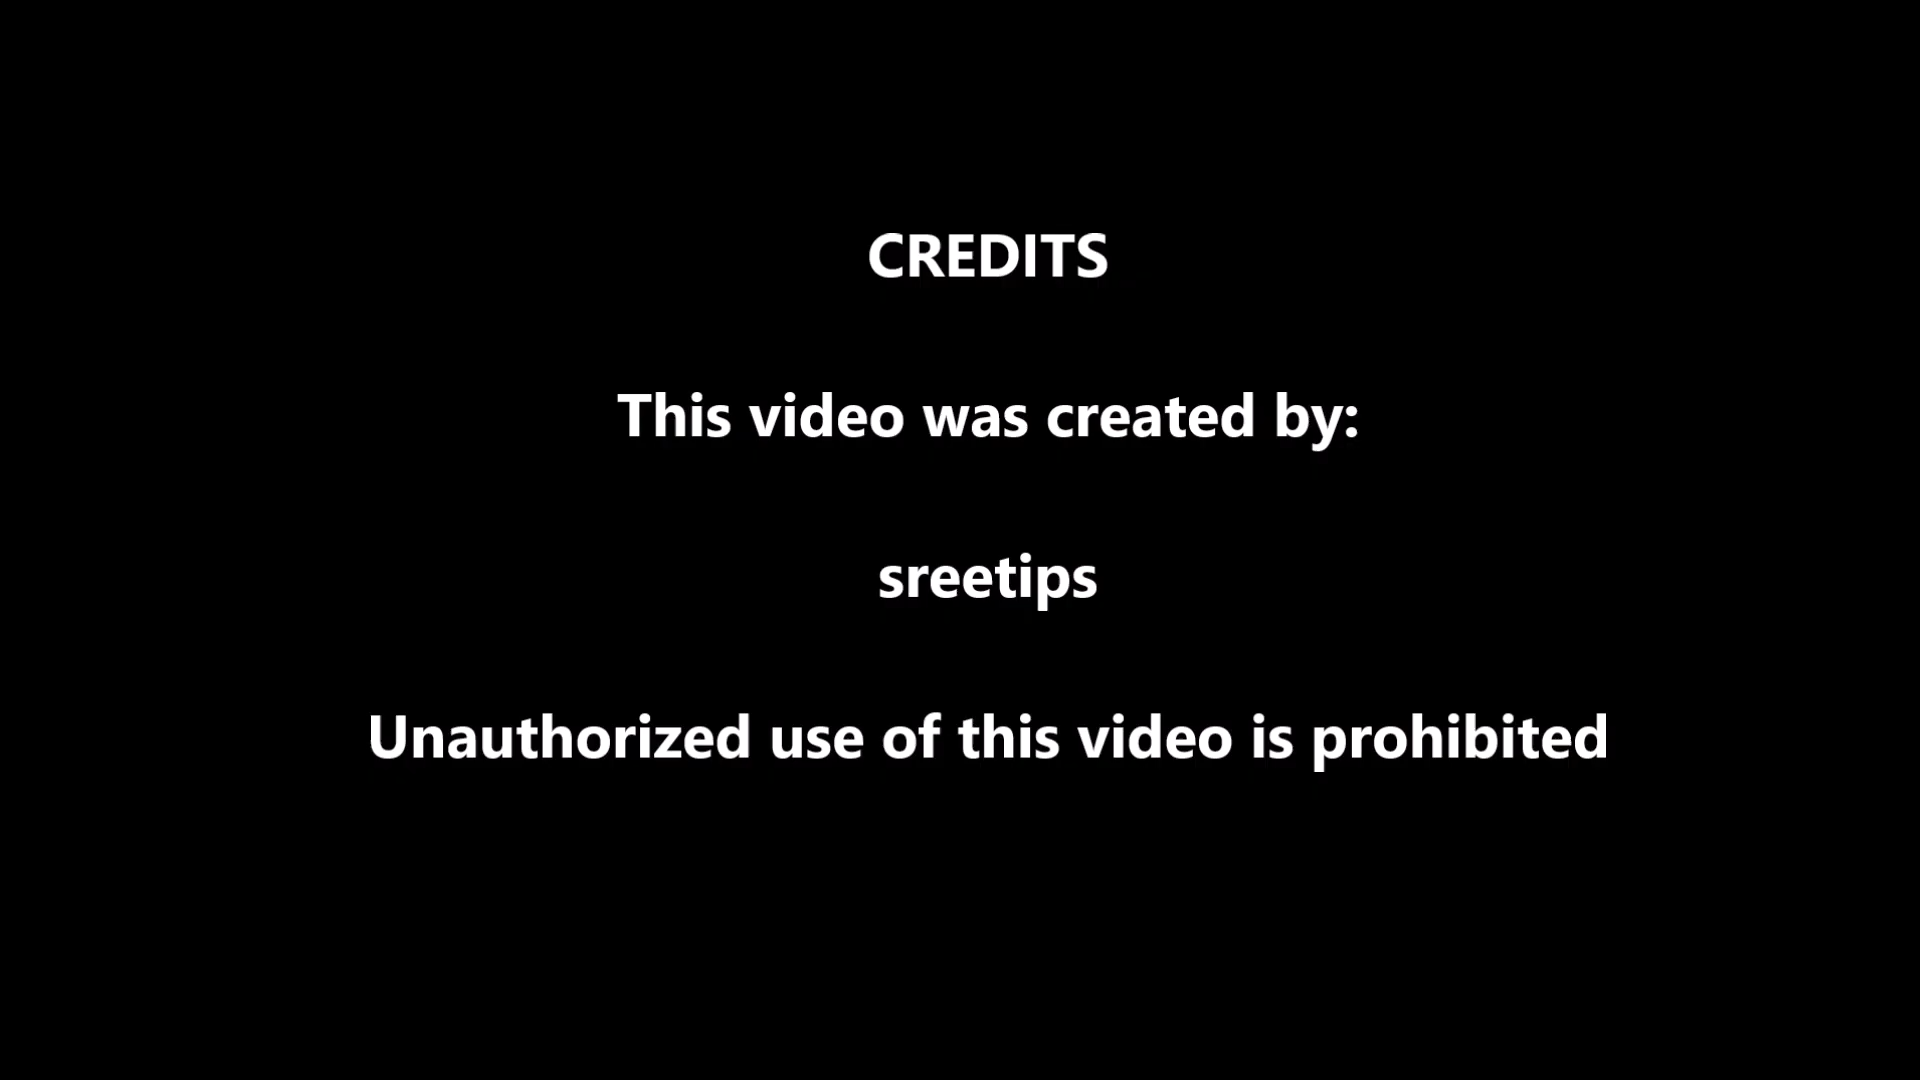 CREDITS
This video was created by:
sreetips
Unauthorized use of this video is prohibited